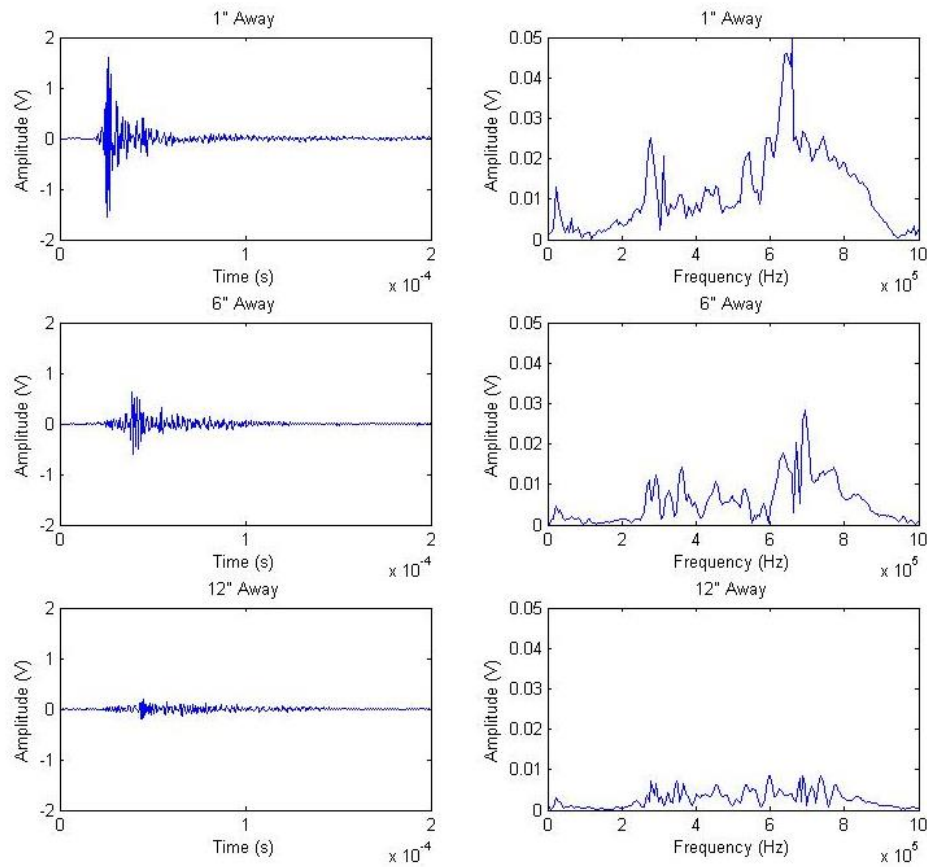 1" Away
Amplitude (V)
2
1
0
-1
-2
0
1
2
Time (s)
x 10-4
1" Away
Amplitude (V)
0.05
0.04
0.03
0.02
0.01
0
0
2
4
6
8
10
Frequency (Hz)
x 10^5
6" Away
Amplitude (V)
2
1
0
-1
-2
0
1
2
Time (s)
x 10^-4
6" Away
Amplitude (V)
0.05
0.04
0.03
0.02
0.01
0
0
2
4
6
8
10
Frequency (Hz)
x 10^5
12" Away
Amplitude (V)
2
1
0
-1
-2
0
1
2
Time (s)
x 10^-4
12" Away
Amplitude (V)
0.05
0.04
0.03
0.02
0.01
0
0
2
4
6
8
10
Frequency (Hz)
x 10^5